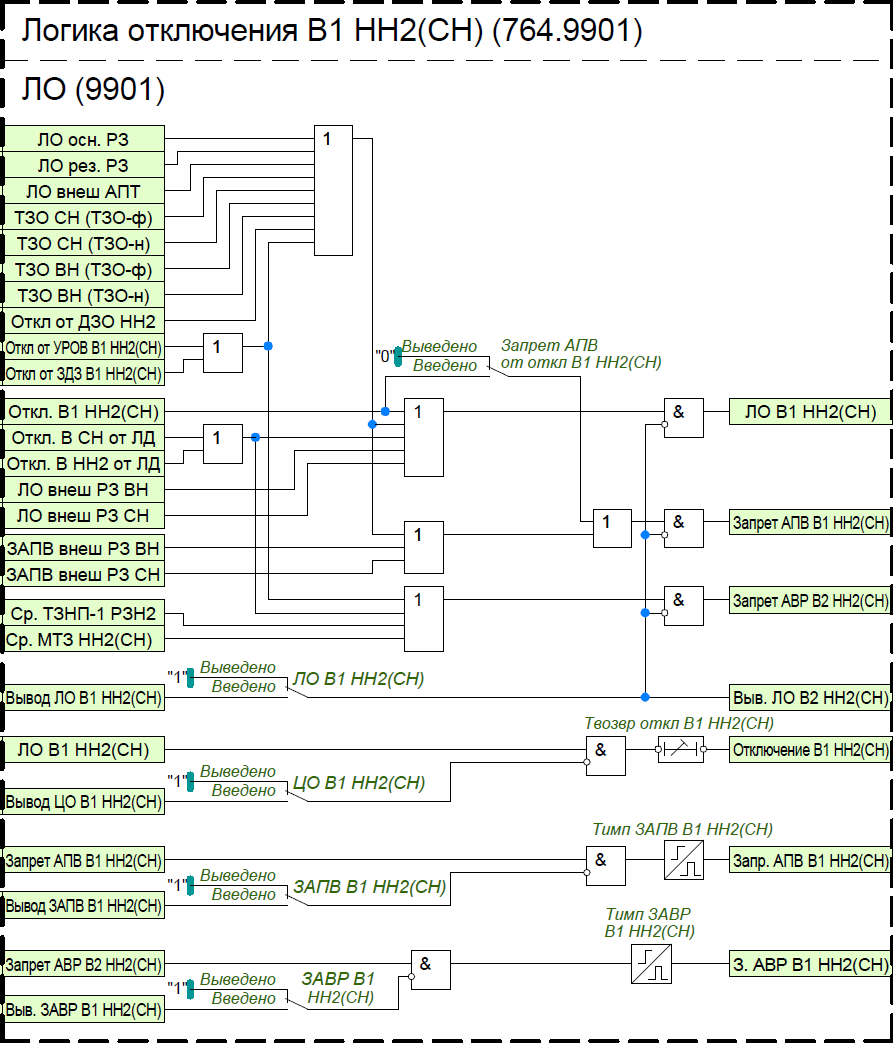 Логика отключения В1 НН2(СН) (764.9901)
ЛО (9901)
ЛО осн. РЗ
1
ЛО рез. РЗ
ЛО внеш АПТ
ТЗО СН (ТЗО-ф)
ТЗО СН (ТЗО-н)
ТЗО ВН (ТЗО-ф)
ТЗО ВН (ТЗО-н)
Откл от ДЗО НН2
Откл от УРОВ В1 НН2(СН)
1
Откл от ЗДЗ В1 НН2(СН)
"0"
Выведено
Введено
Запрет АПВ
от откл В1 НН2(СН)
Откл. В1 НН2(СН)
1
&
ЛО В1 НН2(СН)
Откл. В СН от ЛД
1
Откл. В НН2 от ЛД
ЛО внеш РЗ ВН
ЛО внеш РЗ СН
1
&
Запрет АПВ В1 НН2(СН)
ЗАПВ внеш РЗ ВН
1
ЗАПВ внеш РЗ СН
Ср. ТЗНП-1 РЗН2
1
&
Запрет АВР В2 НН2(СН)
Ср. МТЗ НН2(СН)
"1"
Выведено
Введено
ЛО В1 НН2(СН)
Вывод ЛО В1 НН2(СН)
Выв. ЛО В2 НН2(СН)
Твозвр откл В1 НН2(СН)
ЛО В1 НН2(СН)
&
Отключение В1 НН2(СН)
"1"
Выведено
Введено
ЦО В1 НН2(СН)
Вывод ЦО В1 НН2(СН)
Тимп ЗАПВ В1 НН2(СН)
Запрет АПВ В1 НН2(СН)
&
Запр. АПВ В1 НН2(СН)
"1"
Выведено
Введено
ЗАПВ В1 НН2(СН)
Вывод ЗАПВ В1 НН2(СН)
Тимп ЗАВР
В1 НН2(СН)
Запрет АВР В2 НН2(СН)
&
З. АВР В1 НН2(СН)
"1"
Выведено
Введено
ЗАВР В1
НН2(СН)
Выв. ЗАВР В1 НН2(СН)